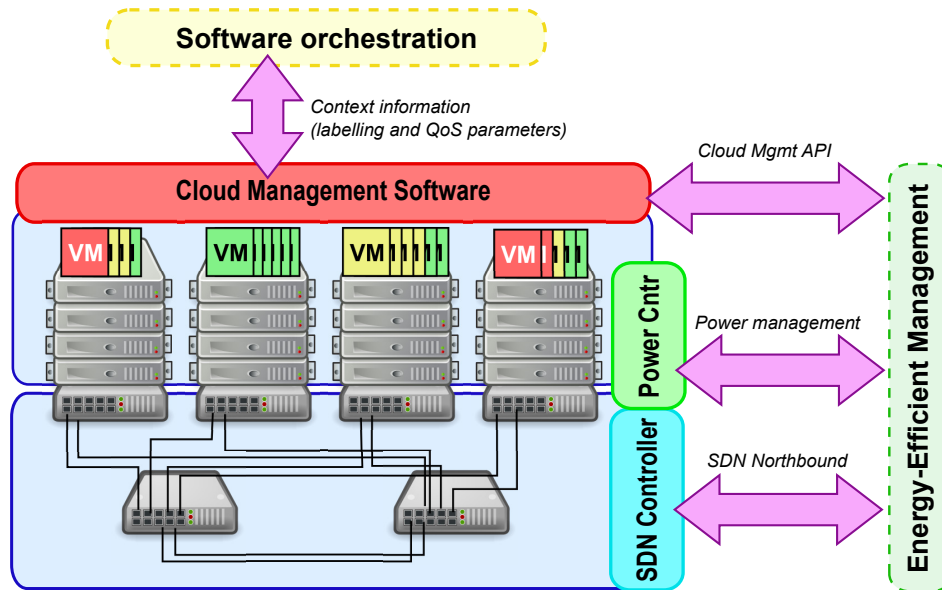 Software orchestration
Context information
(labelling and QoS parameters)
Cloud Mgmt API
Cloud Management Software
VM
VM
VM
VM
Power Cntr
Power management
SDN Controller
SDN Northbound
Energy-Efficient Management